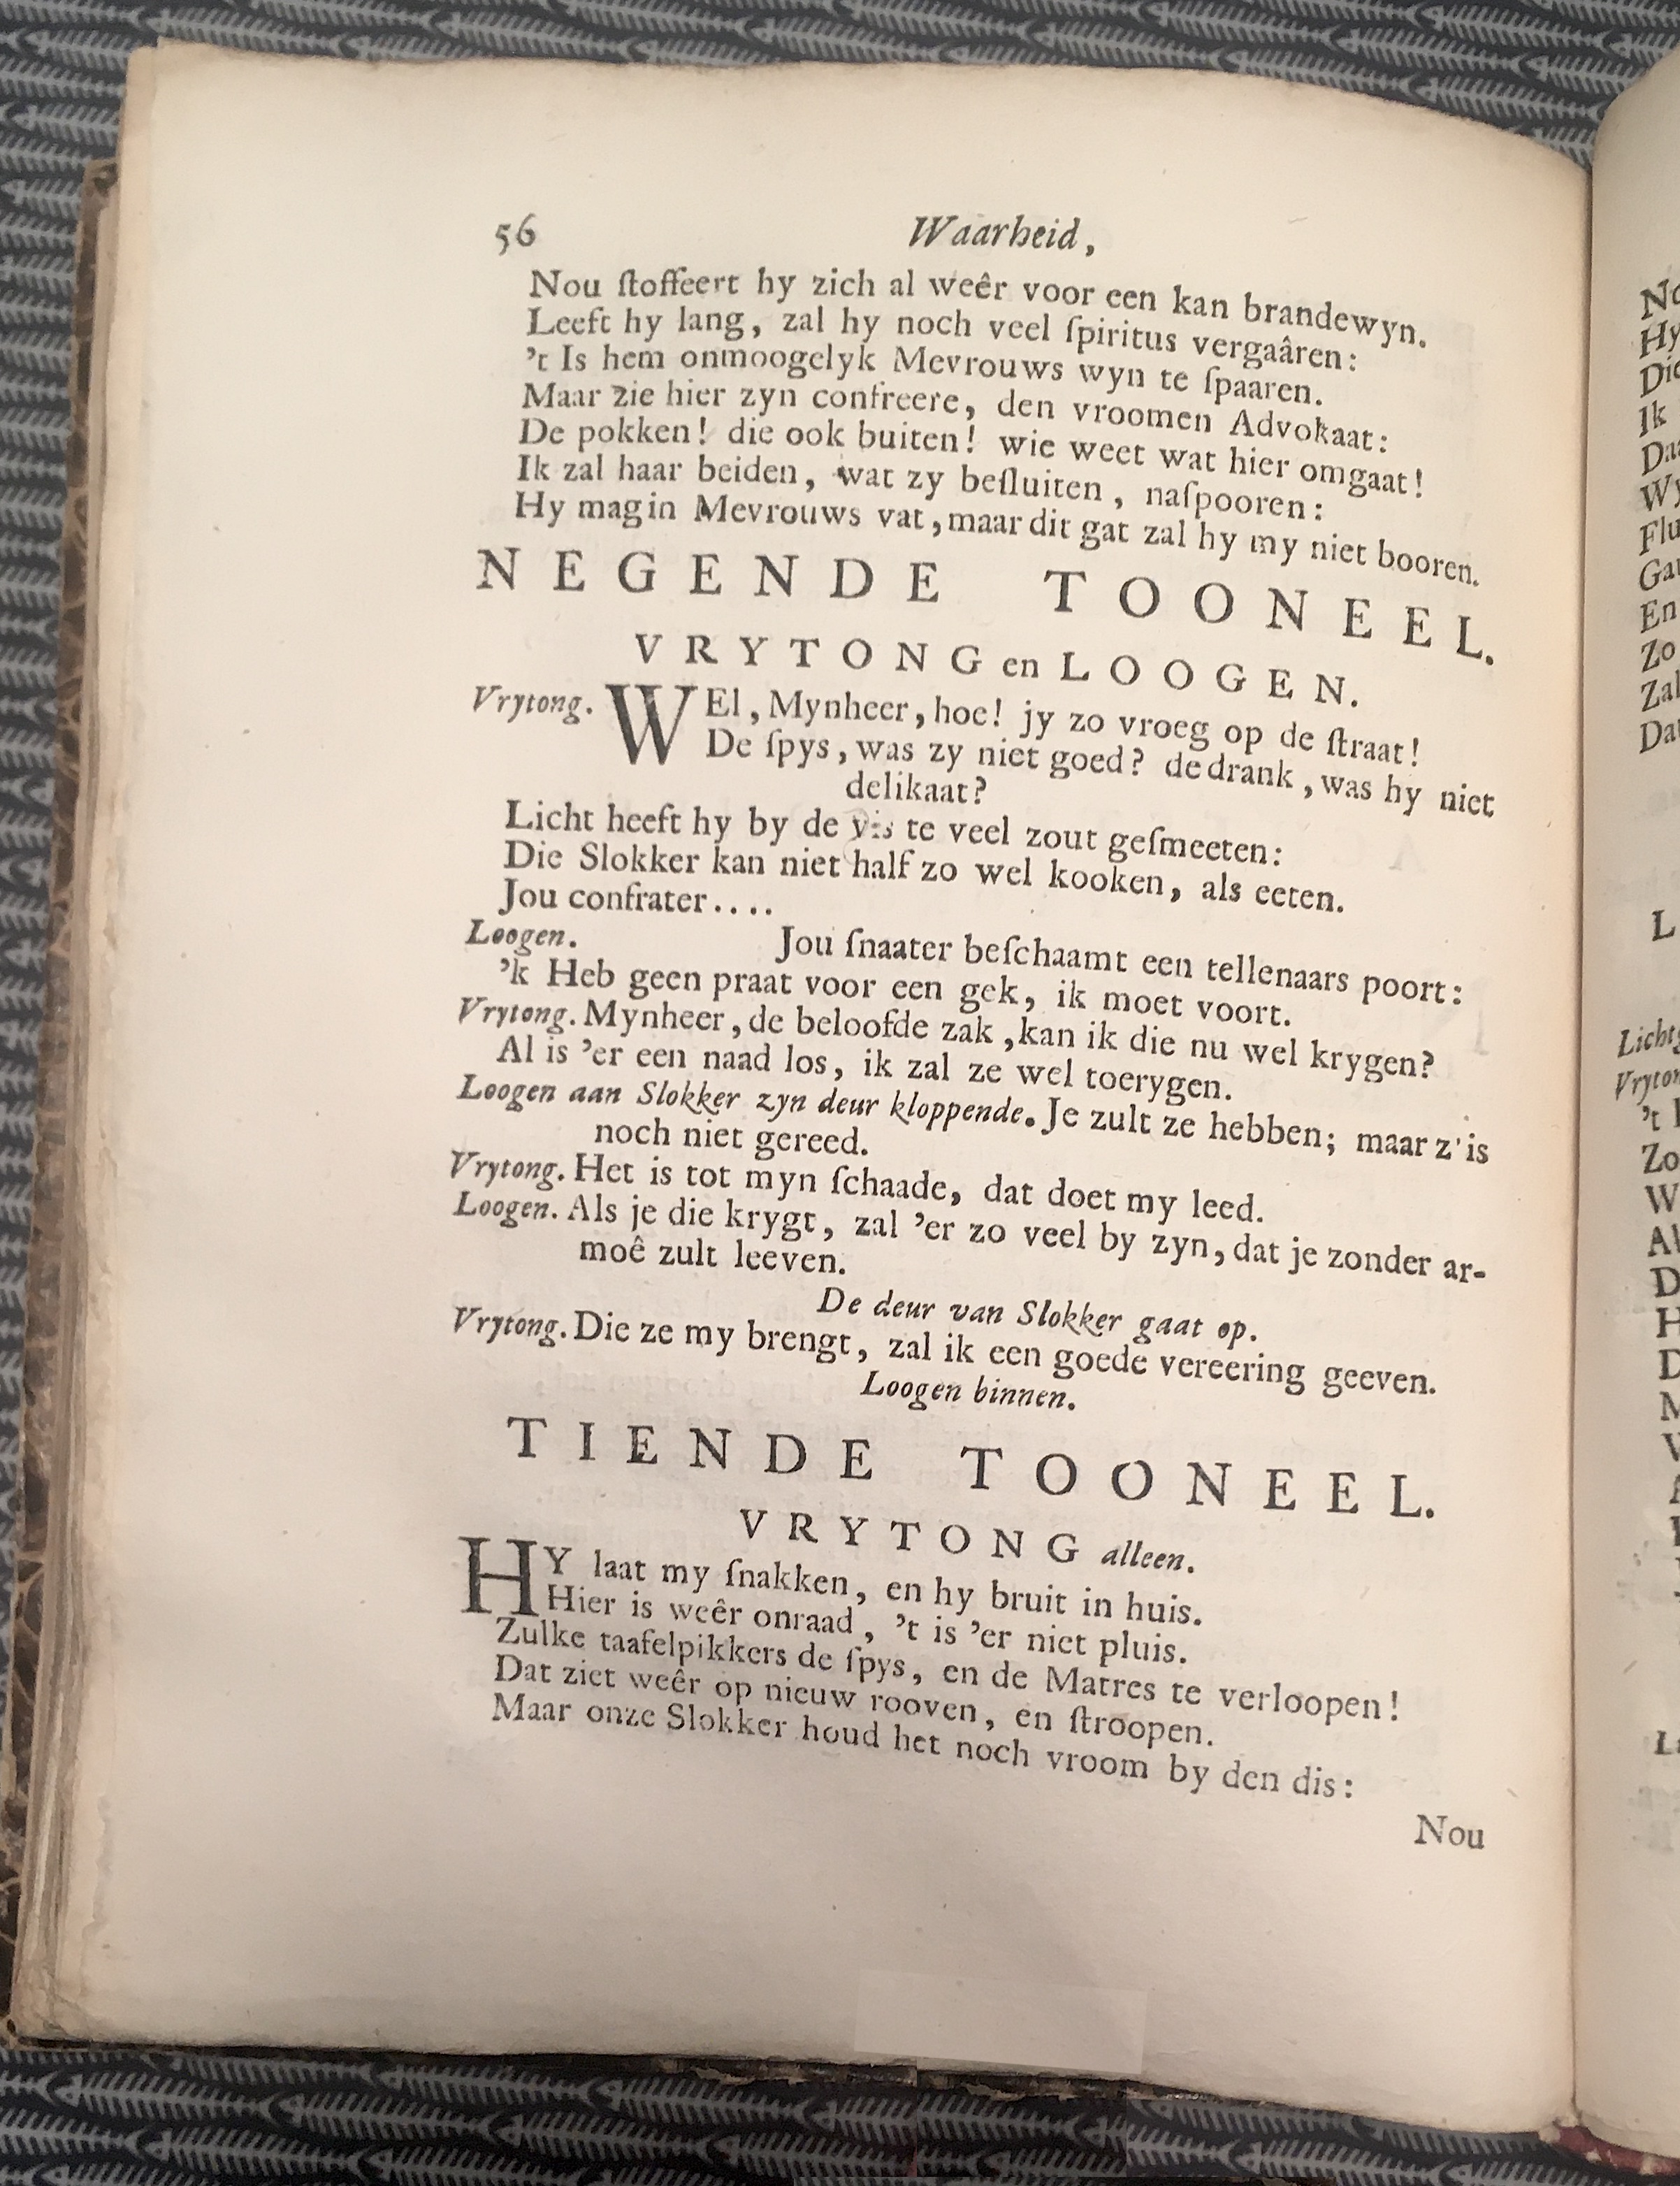 56 Waarheid,
Nou ſtoffeert hy zich al weêr voor een kan brandewyn.
Leeft hy lang, zal hy noch veel ſpiritus vergaâren:
’t Is hem onmoogelyk Mevrouws wyn te ſpaaren.
Maar zie hier zyn confreere, den vroomen Advokaat:
De pokken! die ook buiten! wie weet wat hier omgaat!
Ik zal haar beiden, wat zy beſluiten, naſpooren:
Hy mag in Mevrouws vat, maar dit gat zal hy my niet booren.
NEGENDE TOONEEL.
VRYTONG en LOOGEN.
Vrytong. WEl, Mynheer, hoe! jy zo vroeg op de ſtraat!
De ſpys, was zy niet goed? de drank, was hy niet
delikaat?
Licht heeft hy by de vis te veel zout geſmeeten:
Die Slokker kan niet half zo wel kooken, als eeten.
Jou confrater....
Loogen. Jou ſnaater beſchaamt een tellenaars poort:
’k Heb geen praat voor een gek, ik moet voort.
Vrytong. Mynheer, de beloofde zak, kan ik die nu wel krygen?
Al is ’er een naad los, ik zal ze wel toerygen.
Loogen aan Slokker zyn deur kloppende. Je zult ze hebben; maar z'is
noch niet gereed.
Vrytong. Het is tot myn ſchaade, dat doet my leed.
Loogen. Als je die krygt, zal ’er zo veel by zyn, dat je zonder ar-
moê zult leeven.
De deur van Slokker gaat op.
Vrytong. Die ze my brengt, zal ik een goede vereering geeven.
Loogen binnen.
TIENDE TOONEEL.
VRYTONG alleen.
HY laat my ſnakken, en hy bruit in huis.
Hier is weêr onraad, ’t is ’er niet pluis.
Zulke taafelpikkers de ſpys, en de Matres te verloopen!
Dat ziet weêr op nieuw rooven, en ſtroopen.
Maar onze Slokker houd het noch vroom by den dis:
Nou
Hy
Ik
En
Zo